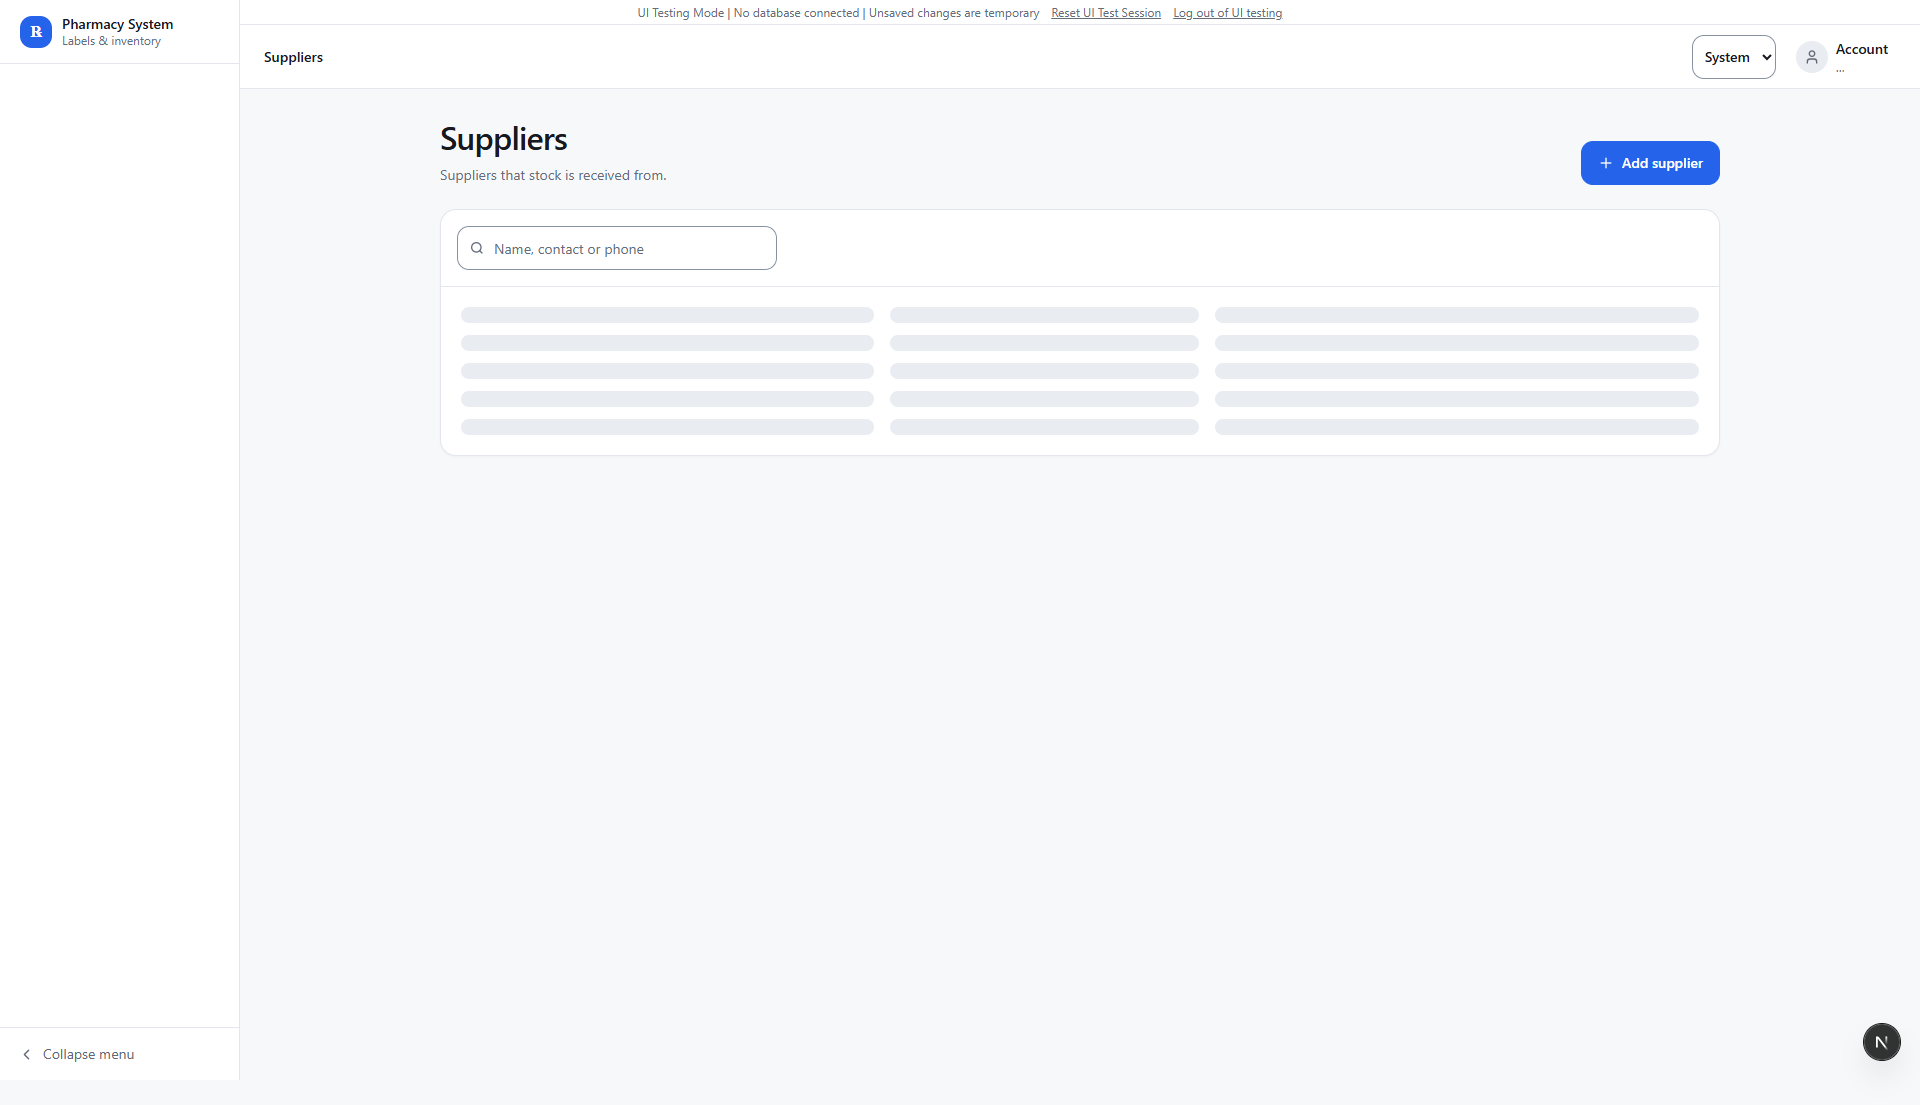 Pharmacy System
Labels & inventory
UI Testing Mode | No database connected | Unsaved changes are temporary Reset UI Test Session Log out of UI testing
Suppliers
System
Account
...
Suppliers
Suppliers that stock is received from.
+ Add supplier
Name, contact or phone
Collapse menu
N